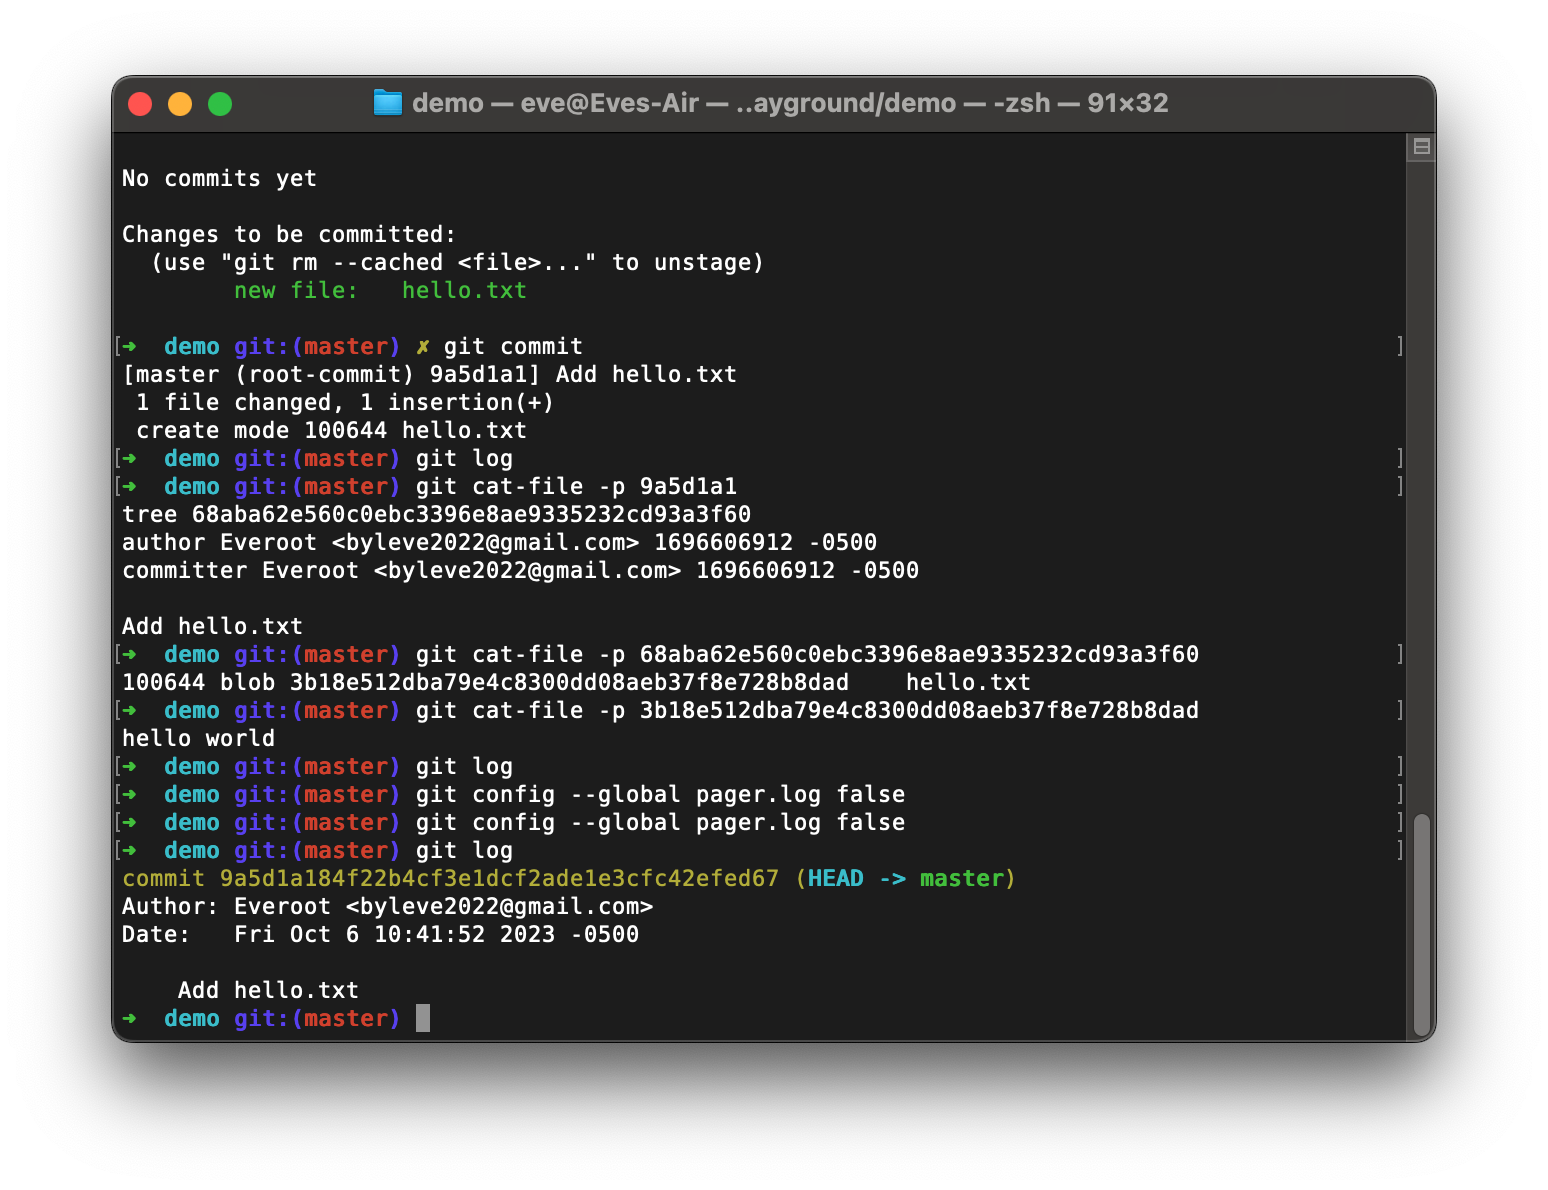 demo — eve@Eves-Air — ..ayground/demo — -zsh — 91×32
No commits yet
Changes to be committed:
  (use "git rm --cached <file>..." to unstage)
        new file:   hello.txt
[➜  demo git:(master) ✗ git commit ]
[master (root-commit) 9a5d1a1] Add hello.txt
 1 file changed, 1 insertion(+)
 create mode 100644 hello.txt
[➜  demo git:(master) git log ]
[➜  demo git:(master) git cat-file -p 9a5d1a1 ]
tree 68aba62e560c0ebc3396e8ae9335232cd93a3f60
author Everoot <byleve2022@gmail.com> 1696606912 -0500
committer Everoot <byleve2022@gmail.com> 1696606912 -0500
Add hello.txt
[➜  demo git:(master) git cat-file -p 68aba62e560c0ebc3396e8ae9335232cd93a3f60 ]
100644 blob 3b18e512dba79e4c8300dd08aeb37f8e728b8dad    hello.txt
[➜  demo git:(master) git cat-file -p 3b18e512dba79e4c8300dd08aeb37f8e728b8dad ]
hello world
[➜  demo git:(master) git log ]
[➜  demo git:(master) git config --global pager.log false ]
[➜  demo git:(master) git config --global pager.log false ]
[➜  demo git:(master) git log ]
commit 9a5d1a184f22b4cf3e1dcf2ade1e3cfc42efed67 (HEAD -> master)
Author: Everoot <byleve2022@gmail.com>
Date:   Fri Oct 6 10:41:52 2023 -0500
    Add hello.txt
➜  demo git:(master)